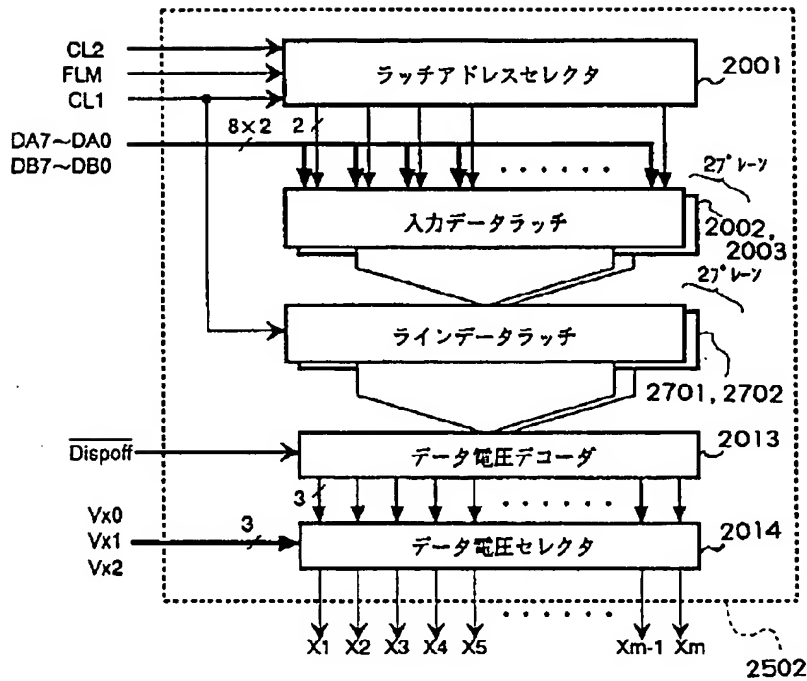 CL2
FLM
CL1
ラッチアドレスセレクタ
2001
DA7~DA0
DB7~DB0
8×2
2
2プレーン
入力データラッチ
2002,
2003
2プレーン
ラインデータラッチ
2701, 2702
Dispoff
データ電圧デコーダ
2013
3
Vx0
Vx1
Vx2
3
データ電圧セレクタ
2014
X1 X2 X3 X4 X5 Xm-1 Xm
2502